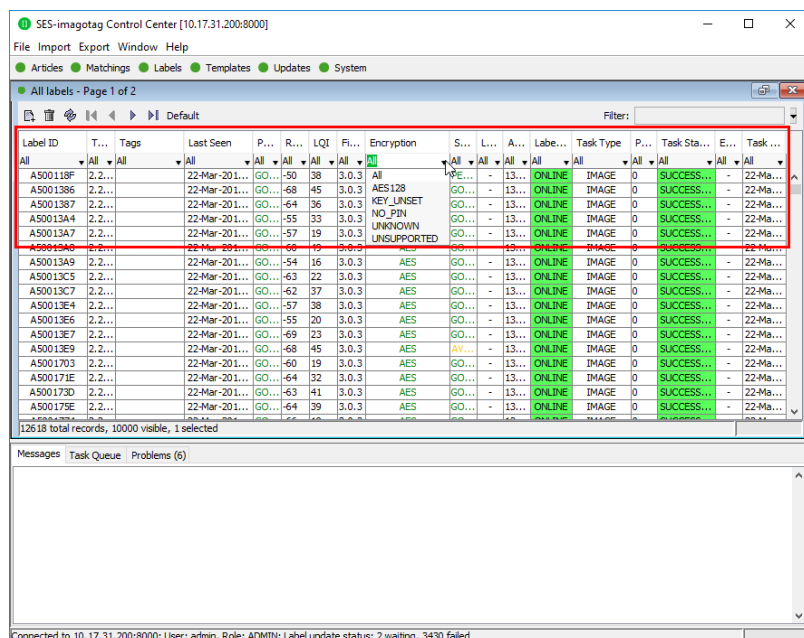 SES-imagotag Control Center [10.17.31.200:8000]
File Import Export Window Help
Articles Matchings Labels Templates Updates System
All labels - Page 1 of 2
Default Filter:
Label ID T... Tags Last Seen P... R... LQI Fi... Encryption S... L... A... Labe... Task Type P... Task Sta... E... Task ...
All All All All All All All All All All All All All All All All All All
A500118F 2.2... 22-Mar-201... GO... -50 38 3.0.3 All PE... - 13... ONLINE IMAGE 0 SUCCESS... - 22-Ma...
A5001386 2.2... 22-Mar-201... GO... -68 45 3.0.3 AES128 GO... - 13... ONLINE IMAGE 0 SUCCESS... - 22-Ma...
A5001387 2.2... 22-Mar-201... GO... -64 36 3.0.3 KEY_UNSET GO... - 13... ONLINE IMAGE 0 SUCCESS... - 22-Ma...
NO_PIN
A50013A4 2.2... 22-Mar-201... GO... -55 33 3.0.3 UNKNOWN GO... - 13... ONLINE IMAGE 0 SUCCESS... - 22-Ma...
A50013A7 2.2... 22-Mar-201... GO... -57 19 3.0.3 UNSUPPORTED GO... - 13... ONLINE IMAGE 0 SUCCESS... - 22-Ma...
A50013A9 2.2... 22-Mar-201... GO... -54 16 3.0.3 AES GO... - 13... ONLINE IMAGE 0 SUCCESS... - 22-Ma...
A50013C5 2.2... 22-Mar-201... GO... -63 22 3.0.3 AES GO... - 13... ONLINE IMAGE 0 SUCCESS... - 22-Ma...
A50013C7 2.2... 22-Mar-201... GO... -62 37 3.0.3 AES GO... - 13... ONLINE IMAGE 0 SUCCESS... - 22-Ma...
A50013E4 2.2... 22-Mar-201... GO... -57 38 3.0.3 AES GO... - 13... ONLINE IMAGE 0 SUCCESS... - 22-Ma...
A50013E6 2.2... 22-Mar-201... GO... -55 20 3.0.3 AES GO... - 13... ONLINE IMAGE 0 SUCCESS... - 22-Ma...
A50013E7 2.2... 22-Mar-201... GO... -69 23 3.0.3 AES GO... - 13... ONLINE IMAGE 0 SUCCESS... - 22-Ma...
A50013E9 2.2... 22-Mar-201... GO... -68 45 3.0.3 AES AV... - 13... ONLINE IMAGE 0 SUCCESS... - 22-Ma...
A5001703 2.2... 22-Mar-201... GO... -60 19 3.0.3 AES GO... - 13... ONLINE IMAGE 0 SUCCESS... - 22-Ma...
A500171E 2.2... 22-Mar-201... GO... -64 32 3.0.3 AES GO... - 13... ONLINE IMAGE 0 SUCCESS... - 22-Ma...
A500173D 2.2... 22-Mar-201... GO... -63 41 3.0.3 AES GO... - 13... ONLINE IMAGE 0 SUCCESS... - 22-Ma...
A500175E 2.2... 22-Mar-201... GO... -64 39 3.0.3 AES GO... - 13... ONLINE IMAGE 0 SUCCESS... - 22-Ma...
12618 total records, 10000 visible, 1 selected
Messages Task Queue Problems (6)
Connected to 10.17.31.200:8000; User: admin, Role: ADMIN; Label update status: 2 waiting, 3430 failed